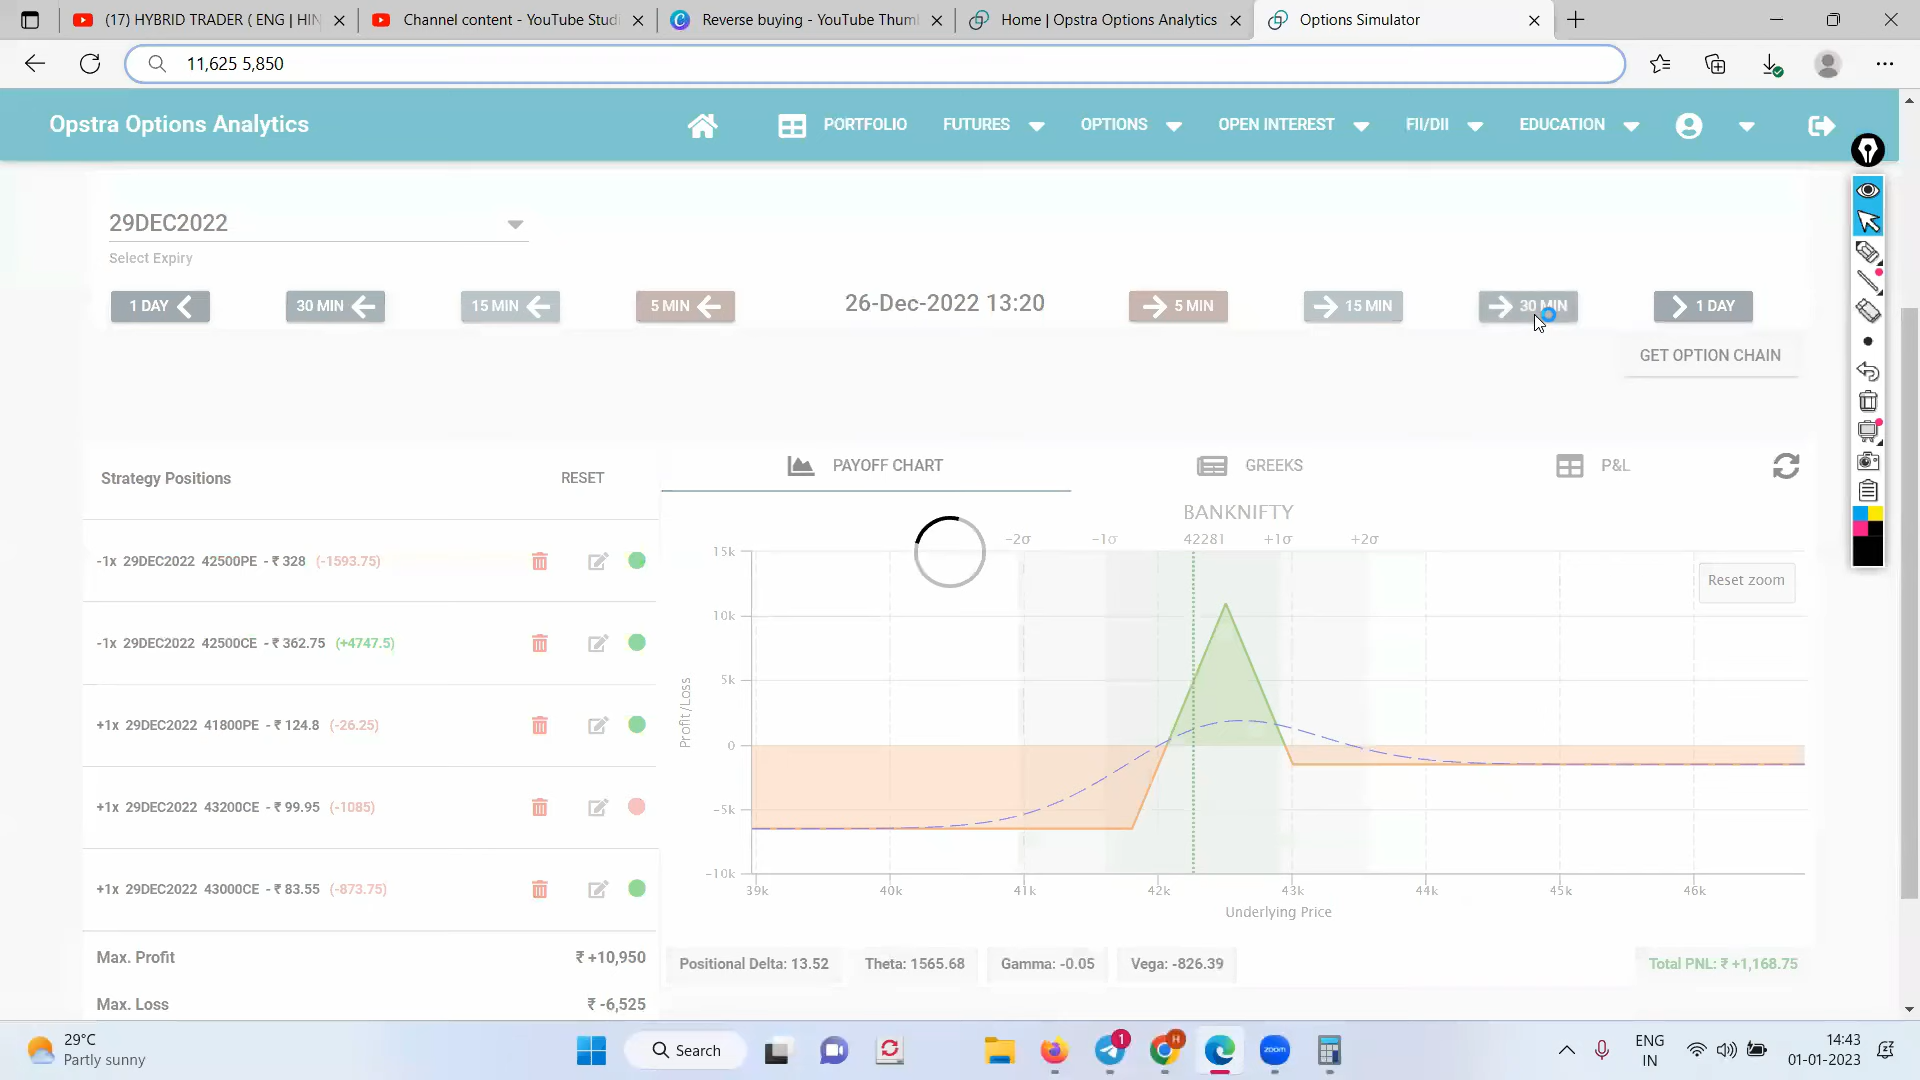 (17) HYBRID TRADER ( ENG | HIN
Channel content - YouTube Studi
Reverse buying - YouTube Thuml
Home | Opstra Options Analytics
Options Simulator
11,625 5,850
Opstra Options Analytics
PORTFOLIO
FUTURES
OPTIONS
OPEN INTEREST
FII/DII
EDUCATION
29DEC2022
Select Expiry
1 DAY
30 MIN
15 MIN
5 MIN
26-Dec-2022 13:20
5 MIN
15 MIN
30 MIN
1 DAY
GET OPTION CHAIN
Strategy Positions
RESET
-1x 29DEC2022 42500PE - ₹ 328 (-1593.75)
-1x 29DEC2022 42500CE - ₹ 362.75 (+4747.5)
+1x 29DEC2022 41800PE - ₹ 124.8 (-26.25)
+1x 29DEC2022 43200CE - ₹ 99.95 (-1085)
+1x 29DEC2022 43000CE - ₹ 83.55 (-873.75)
Max. Profit ₹ +10,950
Max. Loss ₹ -6,525
PAYOFF CHART
GREEKS
P&L
BANKNIFTY
-2σ -1σ 42281 +1σ +2σ
Reset zoom
15k
10k
5k
0
-5k
-10k
Profit/Loss
39k 40k 41k 42k 43k 44k 45k 46k
Underlying Price
Positional Delta: 13.52
Theta: 1565.68
Gamma: -0.05
Vega: -826.39
Total PNL: ₹ +1,168.75
29°C
Partly sunny
Search
1
H
zoom
ENG
IN
14:43
01-01-2023